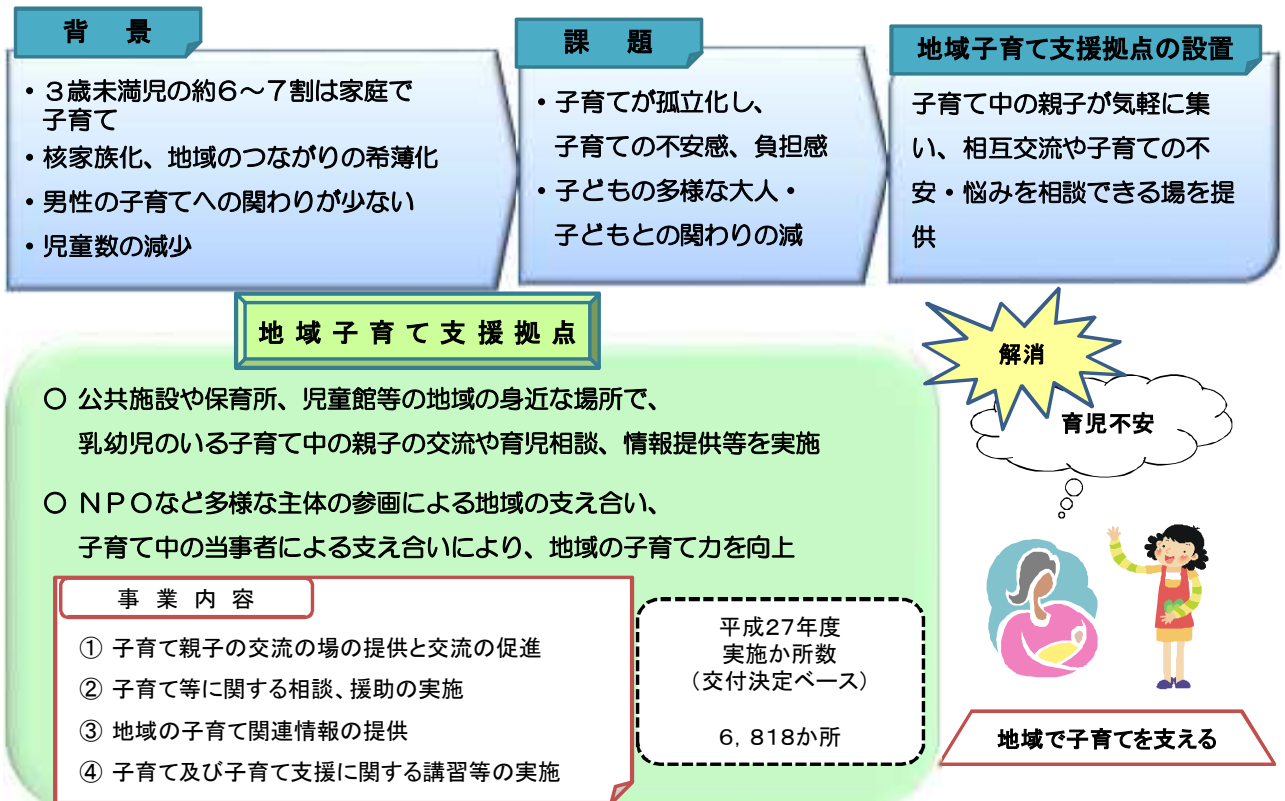 背　景
・３歳未満児の約６～７割は家庭で
子育て
・核家族化、地域のつながりの希薄化
・男性の子育てへの関わりが少ない
・児童数の減少
課　題
・子育てが孤立化し、
子育ての不安感、負担感
・子どもの多様な大人・
子どもとの関わりの減
地域子育て支援拠点の設置
子育て中の親子が気軽に集
い、相互交流や子育ての不
安・悩みを相談できる場を提
供
地域子育て支援拠点
〇 公共施設や保育所、児童館等の地域の身近な場所で、
乳幼児のいる子育て中の親子の交流や育児相談、情報提供等を実施
〇 ＮＰＯなど多様な主体の参画による地域の支え合い、
子育て中の当事者による支え合いにより、地域の子育て力を向上
事業内容
① 子育て親子の交流の場の提供と交流の促進
② 子育て等に関する相談、援助の実施
③ 地域の子育て関連情報の提供
④ 子育て及び子育て支援に関する講習等の実施
平成27年度
実施か所数
（交付決定ベース）
６，８１８か所
解消
育児不安
地域で子育てを支える